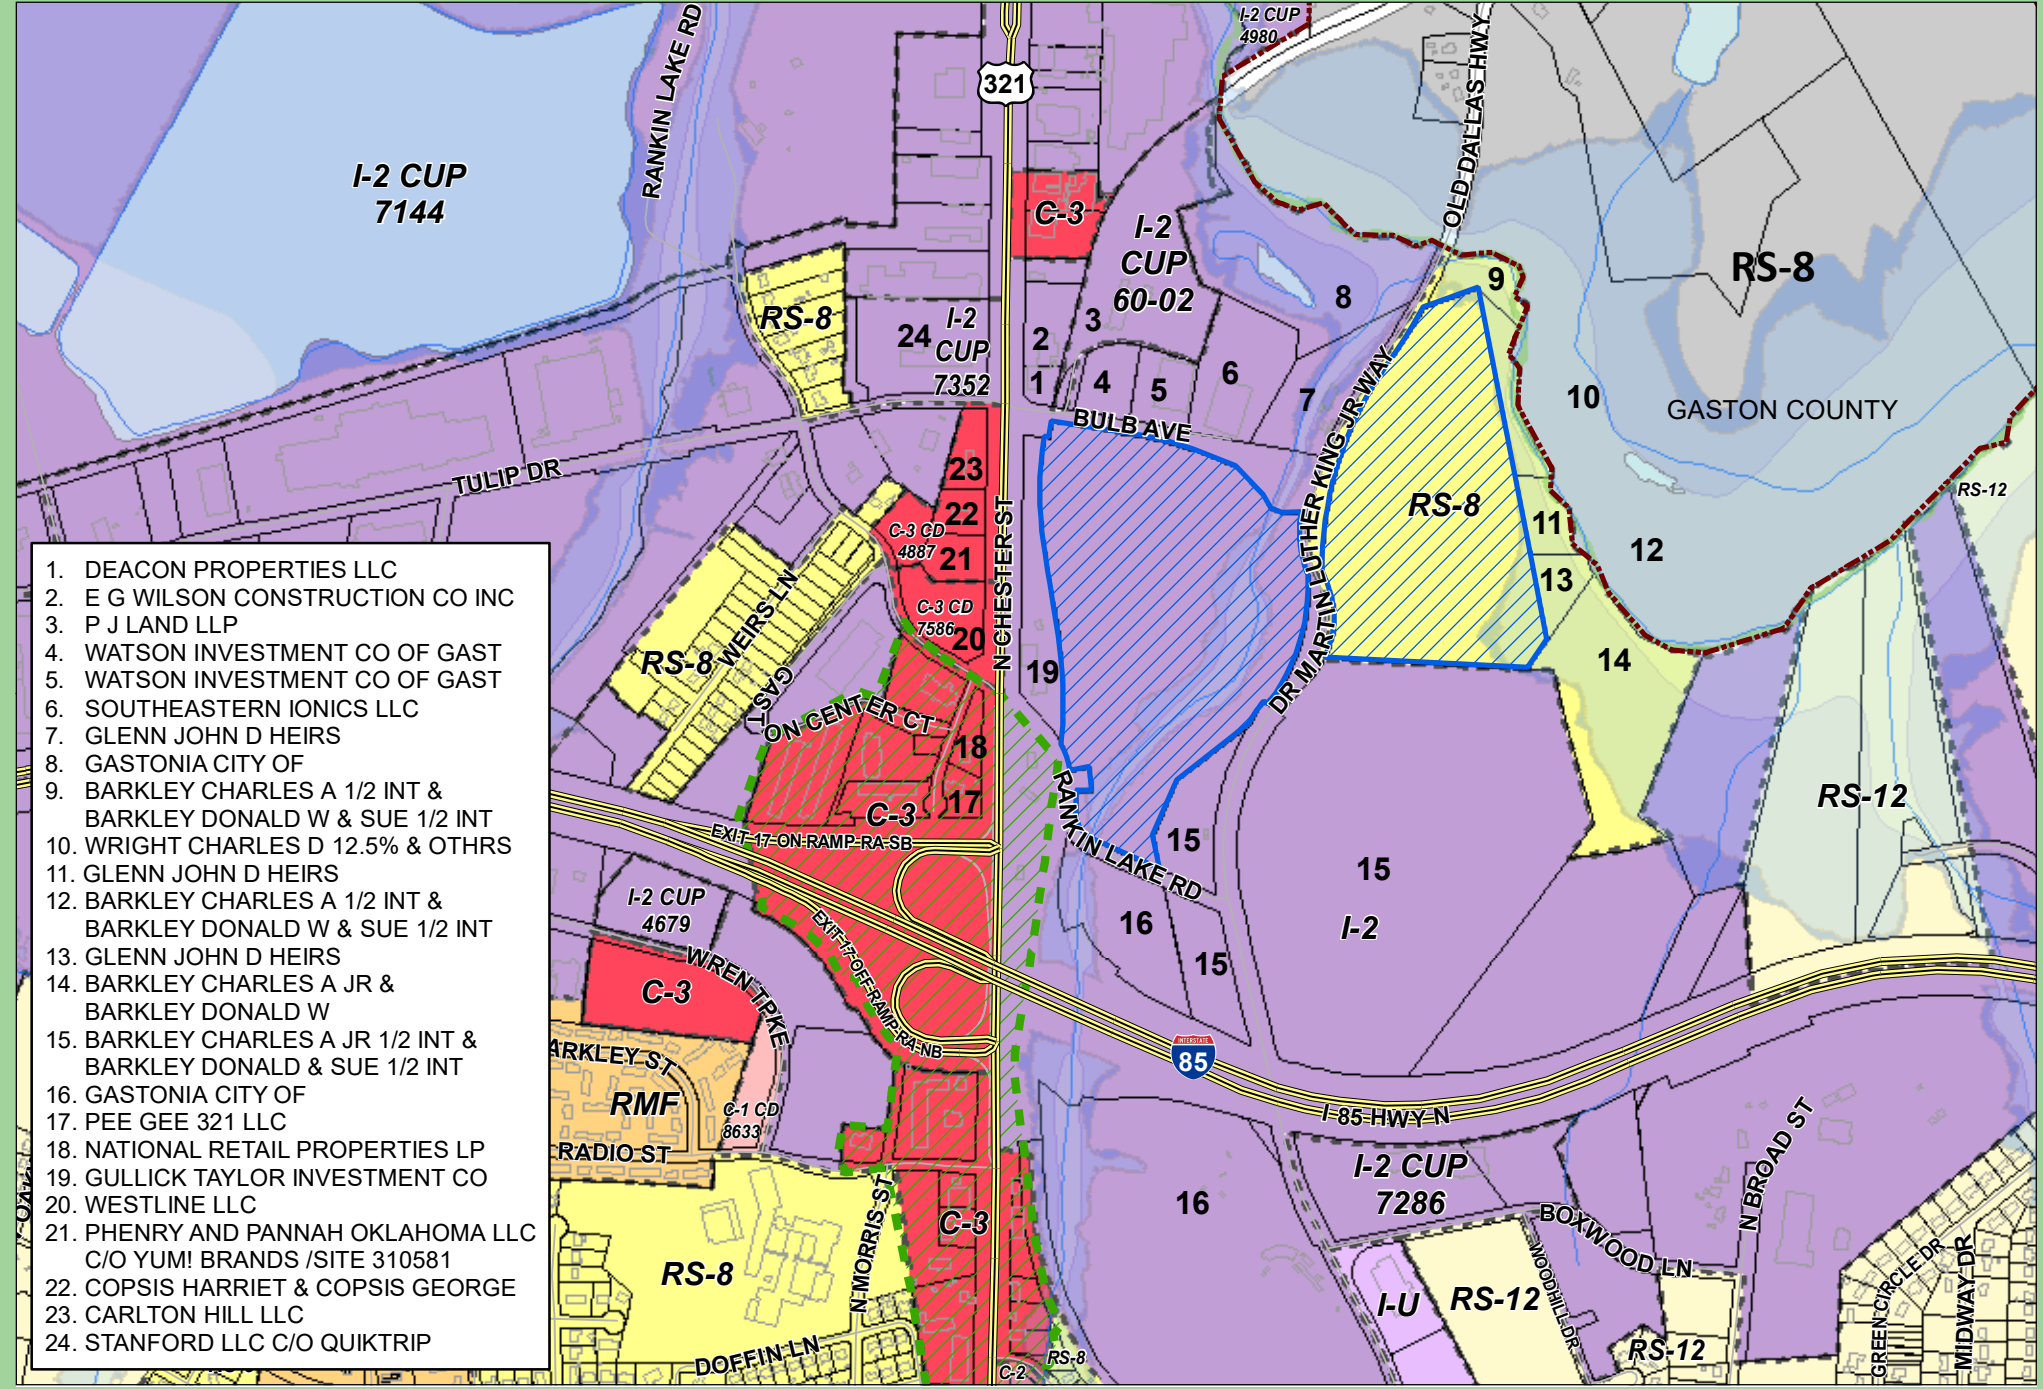 I-2 CUP
4980
RANKIN LAKE RD
OLD DALLAS HWY
321
I-2 CUP
7144
C-3
I-2
CUP
60-02
RS-8
9
8
RS-8
I-2
CUP
7352
24
2
3
1
4
5
6
7
10
GASTON COUNTY
BULB AVE
DR MARTIN LUTHER KING JR WAY
TULIP DR
23
22
C-3 CD
4887
21
N CHESTER ST
RS-8
11
12
13
RS-12
C-3 CD
7586
20
WEIRS LN
RS-8
19
14
GASTON CENTER CT
18
17
C-3
RANKIN LAKE RD
RS-12
EXIT 17 ON RAMP RA SB
15
15
I-2
I-2 CUP
4679
EXIT-17-OFF-RAMP-RA-NB
16
15
WREN TPKE
C-3
INTERSTATE
85
I 85 HWY N
ARKLEY ST
RMF
C-1 CD
8633
RADIO ST
16
I-2 CUP
7286
N BROAD ST
BOXWOOD LN
WOODHILL DR
C-3
N MORRIS ST
RS-8
I-U
RS-12
RS-12
GREEN CIRCLE DR
MIDWAY DR
DOFFIN LN
RS-8
C-2
1. DEACON PROPERTIES LLC
2. E G WILSON CONSTRUCTION CO INC
3. P J LAND LLP
4. WATSON INVESTMENT CO OF GAST
5. WATSON INVESTMENT CO OF GAST
6. SOUTHEASTERN IONICS LLC
7. GLENN JOHN D HEIRS
8. GASTONIA CITY OF
9. BARKLEY CHARLES A 1/2 INT &
BARKLEY DONALD W & SUE 1/2 INT
10. WRIGHT CHARLES D 12.5% & OTHRS
11. GLENN JOHN D HEIRS
12. BARKLEY CHARLES A 1/2 INT &
BARKLEY DONALD W & SUE 1/2 INT
13. GLENN JOHN D HEIRS
14. BARKLEY CHARLES A JR &
BARKLEY DONALD W
15. BARKLEY CHARLES A JR 1/2 INT &
BARKLEY DONALD & SUE 1/2 INT
16. GASTONIA CITY OF
17. PEE GEE 321 LLC
18. NATIONAL RETAIL PROPERTIES LP
19. GULLICK TAYLOR INVESTMENT CO
20. WESTLINE LLC
21. PHENRY AND PANNAH OKLAHOMA LLC
C/O YUM! BRANDS /SITE 310581
22. COPSIS HARRIET & COPSIS GEORGE
23. CARLTON HILL LLC
24. STANFORD LLC C/O QUIKTRIP